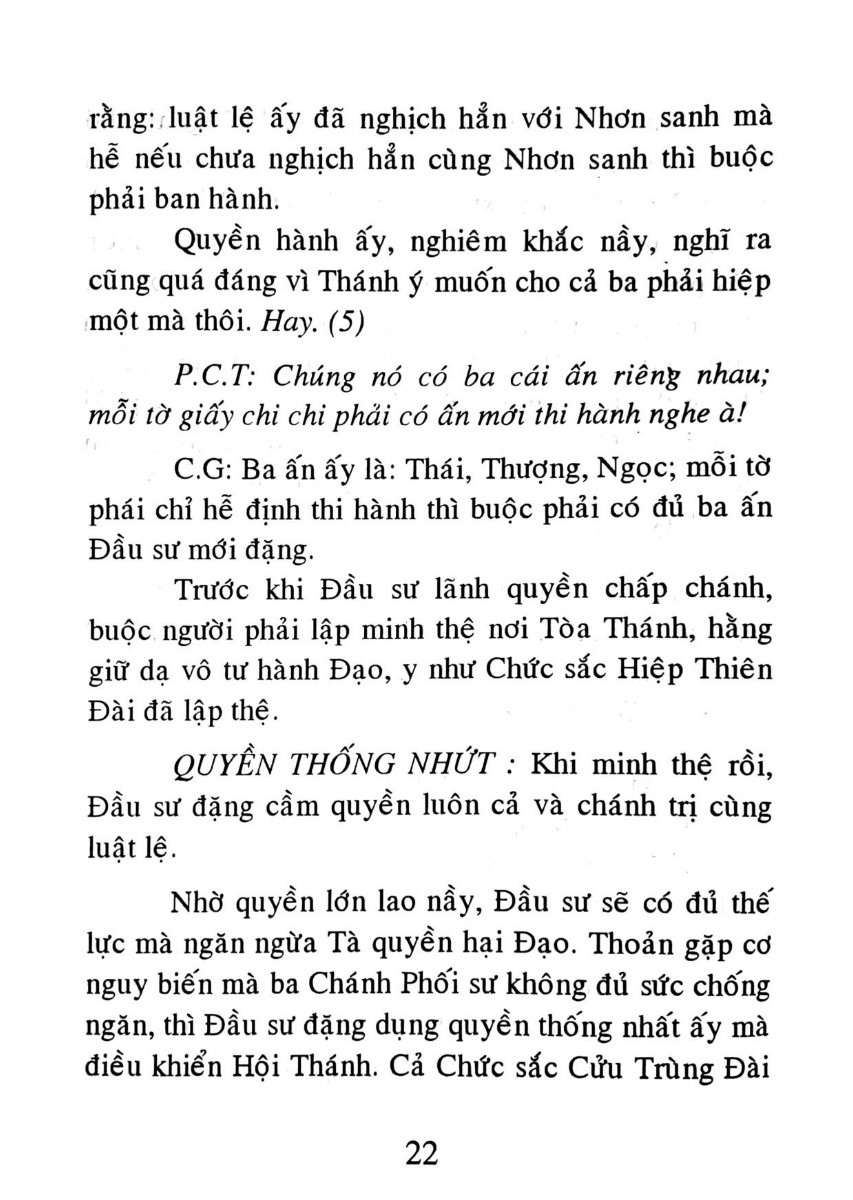 rằng: luật lệ ấy đã nghịch hẳn với Nhơn sanh mà
hễ nếu chưa nghịch hẳn cùng Nhơn sanh thì buộc
phải ban hành.
Quyền hành ấy, nghiêm khắc nầy, nghĩ ra
cũng quá đáng vì Thánh ý muốn cho cả ba phải hiệp
một mà thôi. Hay. (5)
P.C.T: Chúng nó có ba cái ấn riêng nhau;
mỗi tờ giấy chi chi phải có ấn mới thi hành nghe à!
C.G: Ba ấn ấy là: Thái, Thượng, Ngọc; mỗi tờ
phái chỉ hễ định thi hành thì buộc phải có đủ ba ấn
Đầu sư mới đặng.
Trước khi Đầu sư lãnh quyền chấp chánh,
buộc người phải lập minh thệ nơi Tòa Thánh, hằng
giữ dạ vô tư hành Đạo, y như Chức sắc Hiệp Thiên
Đài đã lập thệ.
QUYỀN THỐNG NHỨT : Khi minh thệ rồi,
Đầu sư đặng cầm quyền luôn cả và chánh trị cùng
luật lệ.
Nhờ quyền lớn lao nầy, Đầu sư sẽ có đủ thế
lực mà ngăn ngừa Tà quyền hại Đạo. Thoản gặp cơ
nguy biến mà ba Chánh Phối sư không đủ sức chống
ngăn, thì Đầu sư đặng dụng quyền thống nhất ấy mà
điều khiển Hội Thánh. Cả Chức sắc Cửu Trùng Đài
22